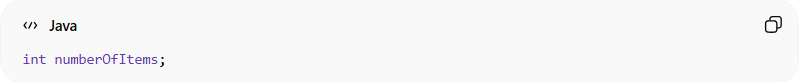 </> Java
int numberOfItems;